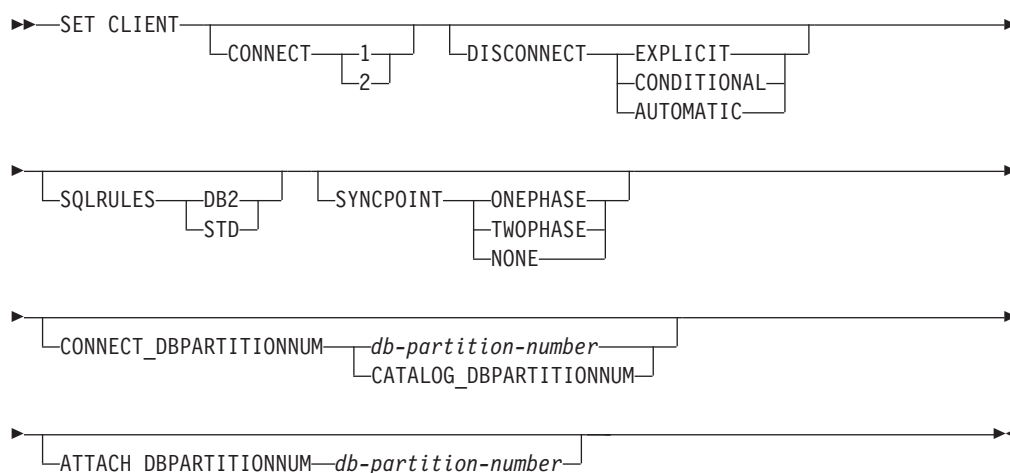 SET CLIENT
CONNECT 1 DISCONNECT EXPLICIT
2 CONDITIONAL
AUTOMATIC
SQLRULES DB2 SYNCPOINT ONEPHASE
STD TWOPHASE
NONE
CONNECT_DBPARTITIONNUM db-partition-number
CATALOG_DBPARTITIONNUM
ATTACH_DBPARTITIONNUM db-partition-number